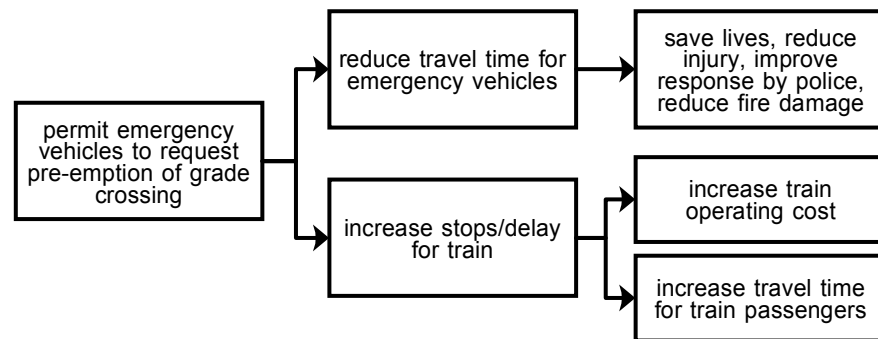 permit emergency
vehicles to request
pre-emption of grade
crossing
reduce travel time for
emergency vehicles
save lives, reduce
injury, improve
response by police,
reduce fire damage
increase stops/delay
for train
increase train
operating cost
increase travel time
for train passengers